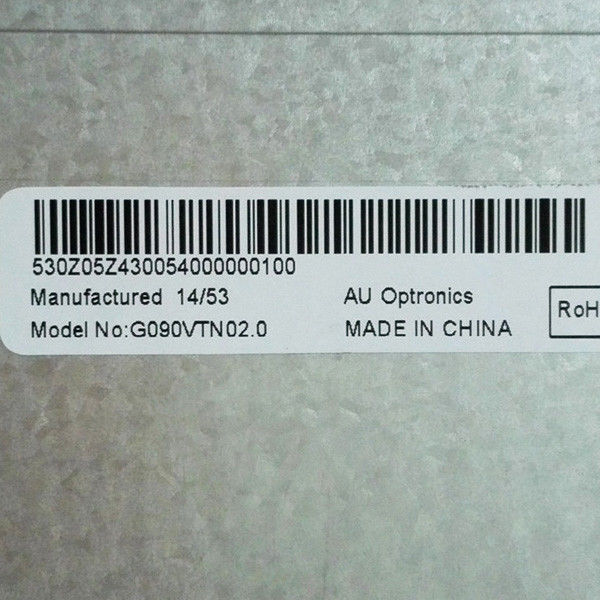 530Z05Z430054000000100
Manufactured 14/53
AU Optronics
Model No:G090VTN02.0
MADE IN CHINA
RoH